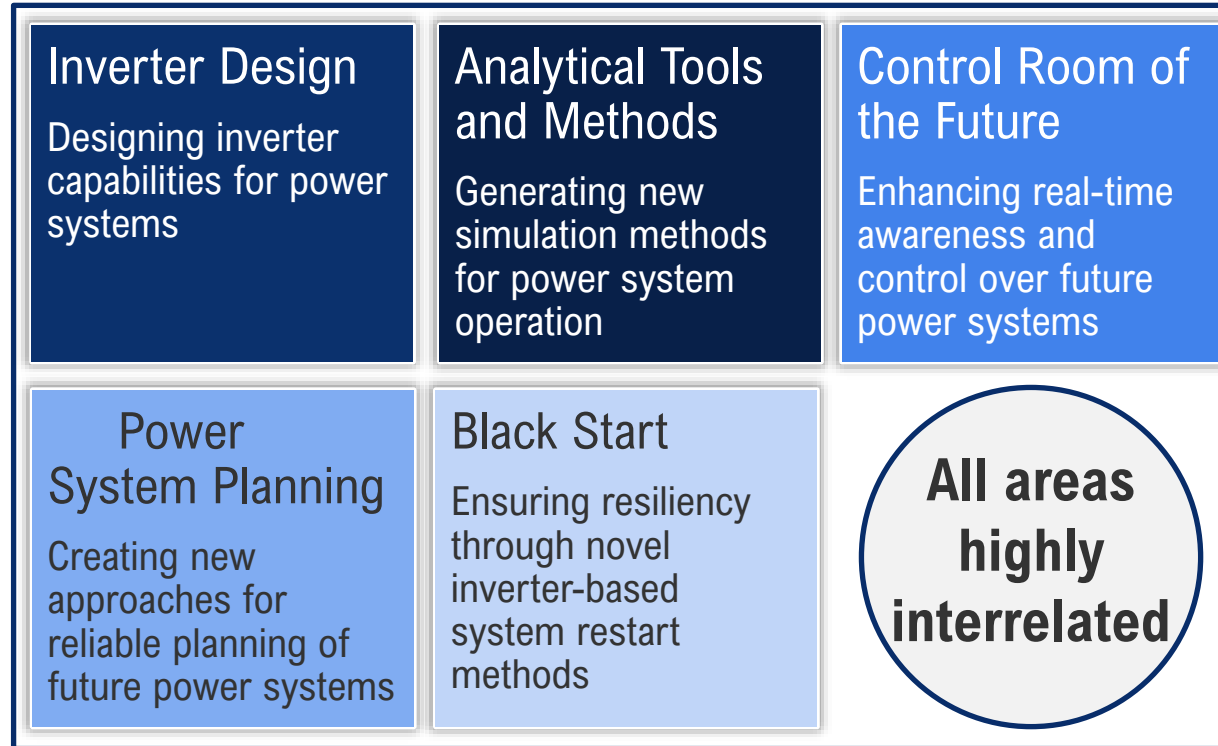 Inverter Design
Designing inverter
capabilities for power
systems
Analytical Tools
and Methods
Generating new
simulation methods
for power system
operation
Control Room of
the Future
Enhancing real-time
awareness and
control over future
power systems
Power
System Planning
Creating new
approaches for
reliable planning of
future power systems
Black Start
Ensuring resiliency
through novel
inverter-based
system restart
methods
All areas
highly
interrelated